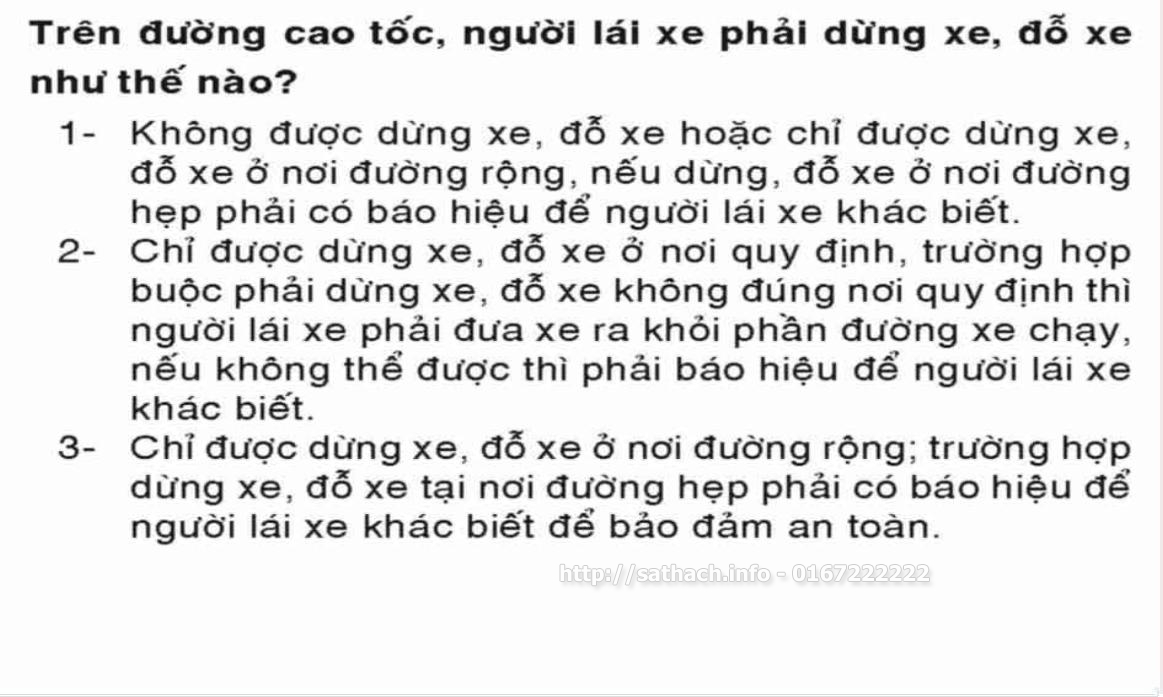 Trên đường cao tốc, người lái xe phải dừng xe, đỗ xe
như thế nào?
1- Không được dừng xe, đỗ xe hoặc chỉ được dừng xe,
đỗ xe ở nơi đường rộng, nếu dừng, đỗ xe ở nơi đường
hẹp phải có báo hiệu để người lái xe khác biết.
2- Chỉ được dừng xe, đỗ xe ở nơi quy định, trường hợp
buộc phải dừng xe, đỗ xe không đúng nơi quy định thì
người lái xe phải đưa xe ra khỏi phần đường xe chạy,
nếu không thể được thì phải báo hiệu để người lái xe
khác biết.
3- Chỉ được dừng xe, đỗ xe ở nơi đường rộng; trường hợp
dừng xe, đỗ xe tại nơi đường hẹp phải có báo hiệu để
người lái xe khác biết để bảo đảm an toàn.
http://sathach.info - 0167222222